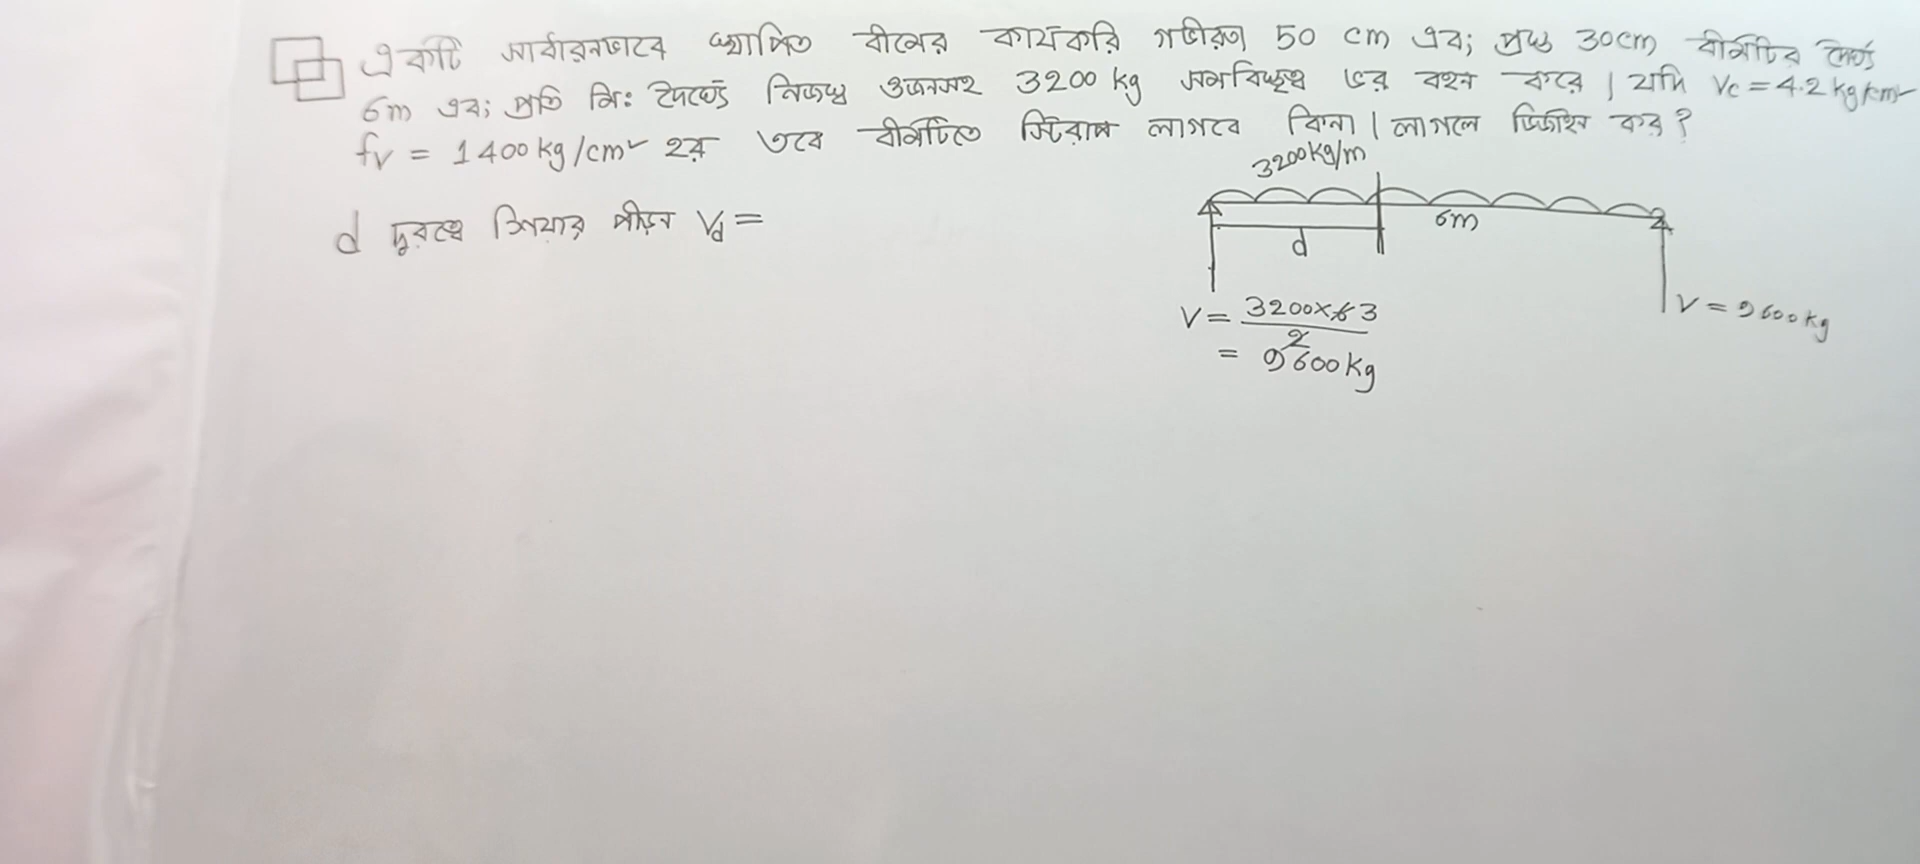 একটি সাধারনভাবে স্থাপিত বীমের কার্যকরি গভীরতা 50 cm এবং প্রস্থ 30cm বীমটির দৈর্ঘ্য
6m এবং প্রতি মি: দৈর্ঘ্যে নিজস্ব ওজনসহ 3200 kg সমবিস্তৃত ভর বহন করে। যদি Vc = 4.2 kg/cm²
fv = 1400 kg/cm² হয় তবে বীমটিতে স্টিরাপ লাগবে কিনা। লাগলে ডিজাইন কর?
3200kg/m
d দূরত্বে শিয়ার পীড়ন Vd =
6m
d
V = 3200×6 3 / 2
= 9600 kg
V = 9600 kg